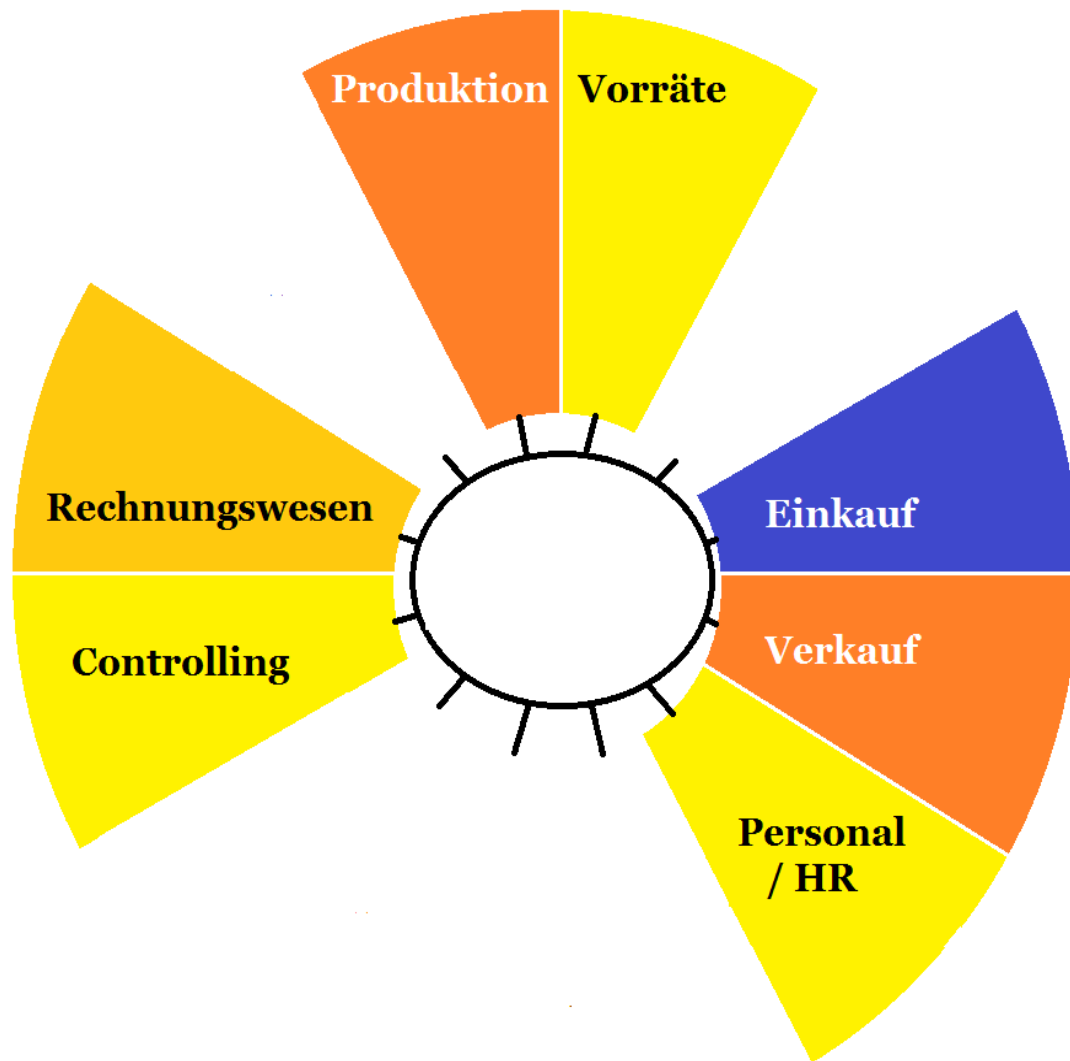 Produktion
Vorräte
Rechnungswesen
Einkauf
Controlling
Verkauf
Personal
/ HR